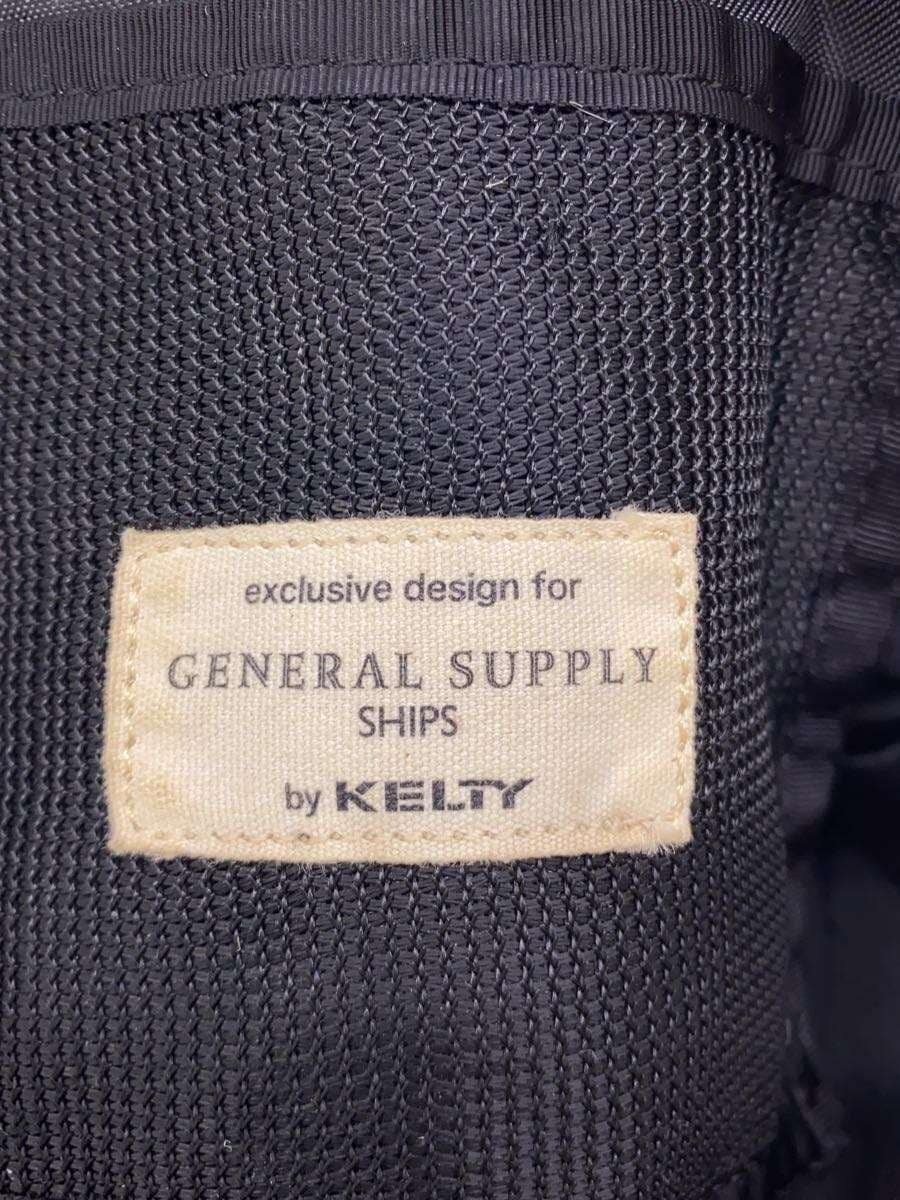 exclusive design for
GENERAL SUPPLY
SHIPS
by KELTY